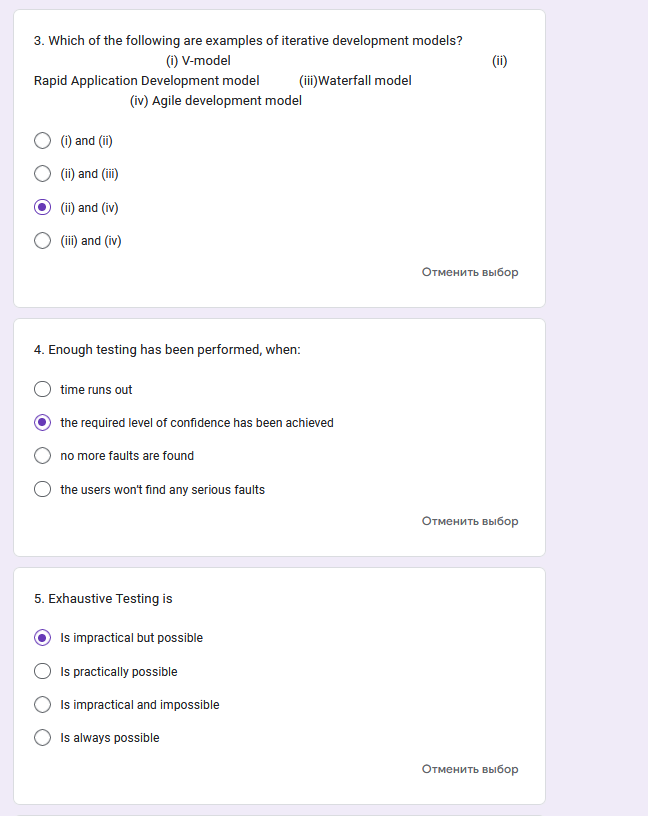 3. Which of the following are examples of iterative development models?
(i) V-model (ii)
Rapid Application Development model (iii)Waterfall model
(iv) Agile development model
(i) and (ii)
(ii) and (iii)
(ii) and (iv)
(iii) and (iv)
Отменить выбор
4. Enough testing has been performed, when:
time runs out
the required level of confidence has been achieved
no more faults are found
the users won't find any serious faults
Отменить выбор
5. Exhaustive Testing is
Is impractical but possible
Is practically possible
Is impractical and impossible
Is always possible
Отменить выбор